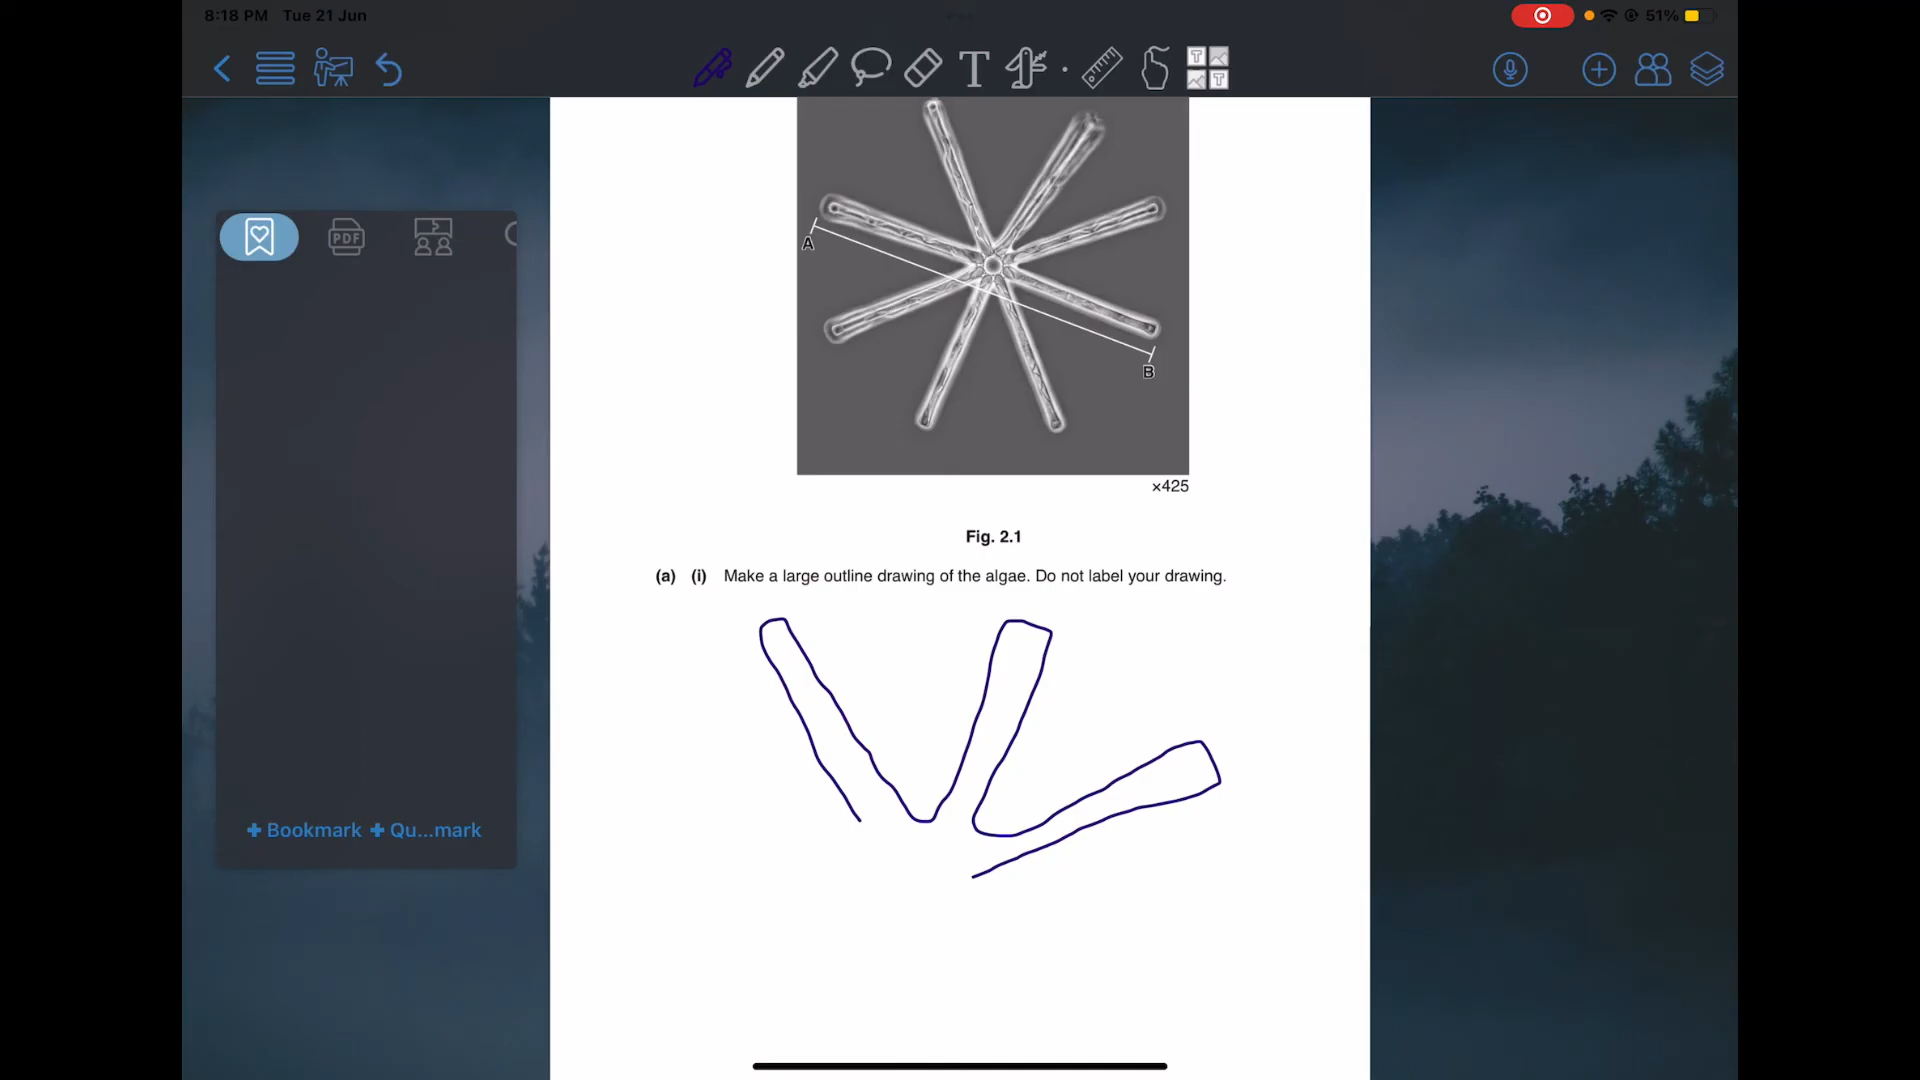 8:18 PM Tue 21 Jun
51%
T
T
T
PDF
A
B
×425
Fig. 2.1
(a) (i) Make a large outline drawing of the algae. Do not label your drawing.
+ Bookmark + Qu...mark